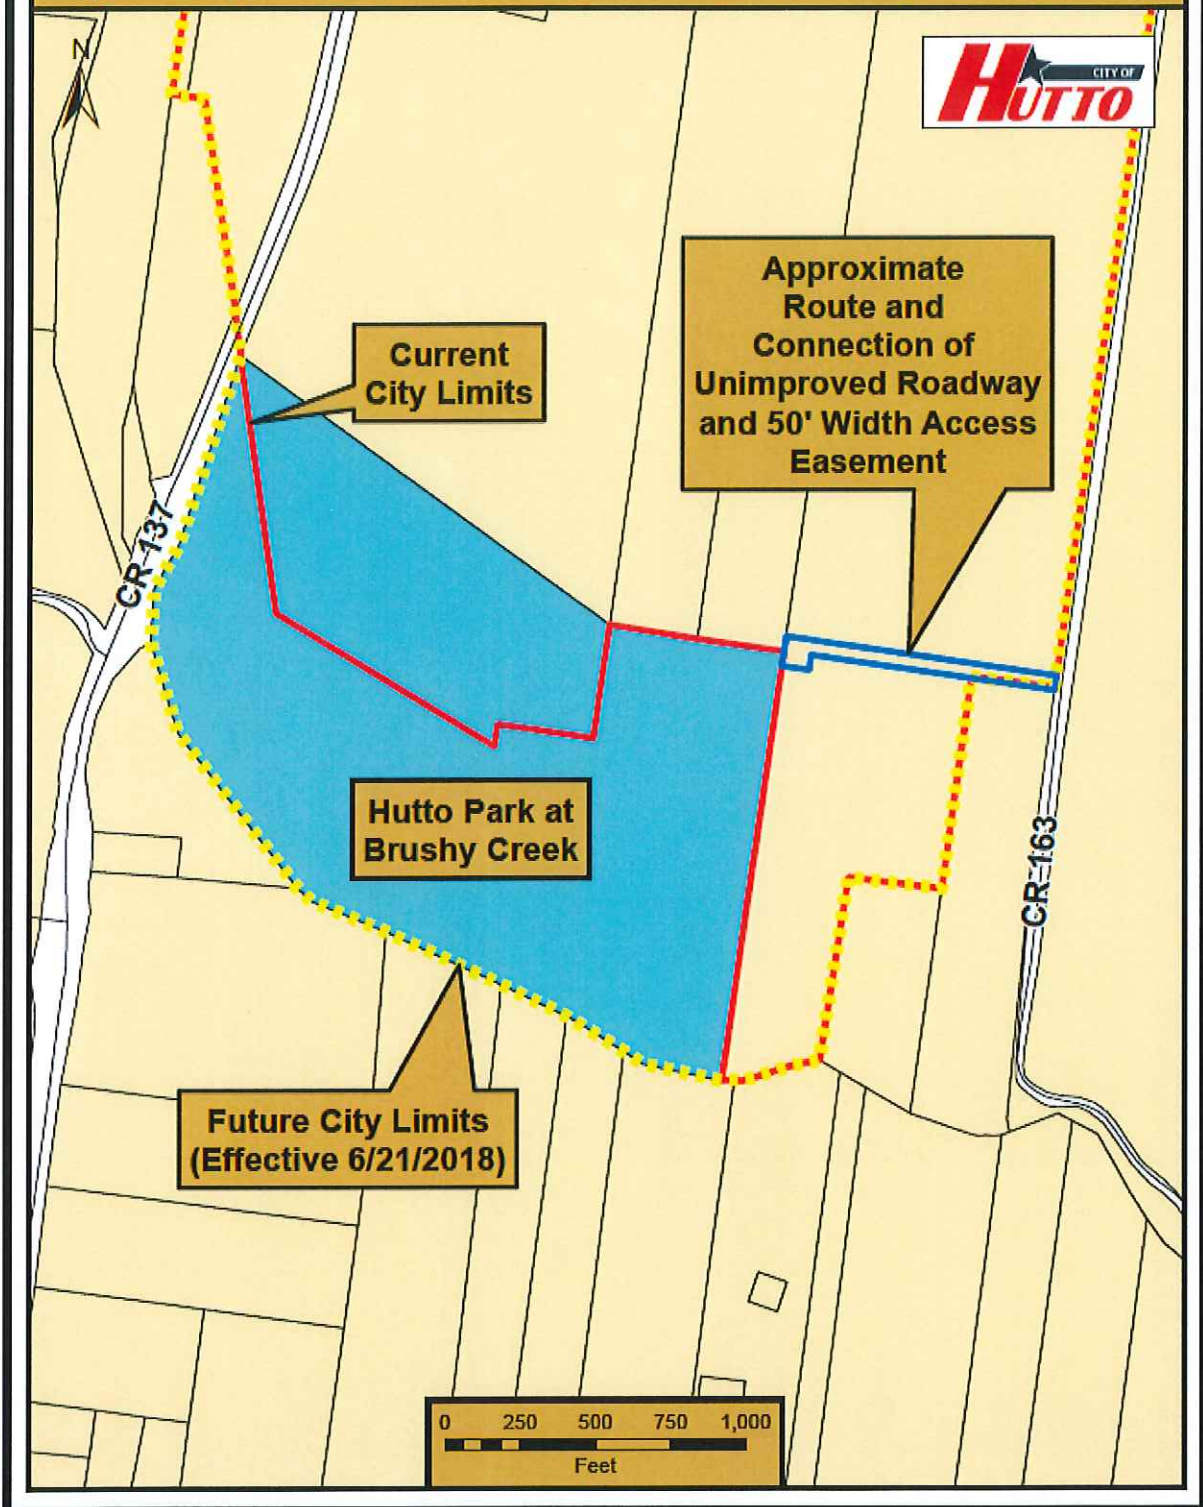 N
CITY OF
HUTTO
Approximate
Route and
Connection of
Unimproved Roadway
and 50' Width Access
Easement
Current
City Limits
CR 137
Hutto Park at
Brushy Creek
CR 163
Future City Limits
(Effective 6/21/2018)
0 250 500 750 1,000
Feet